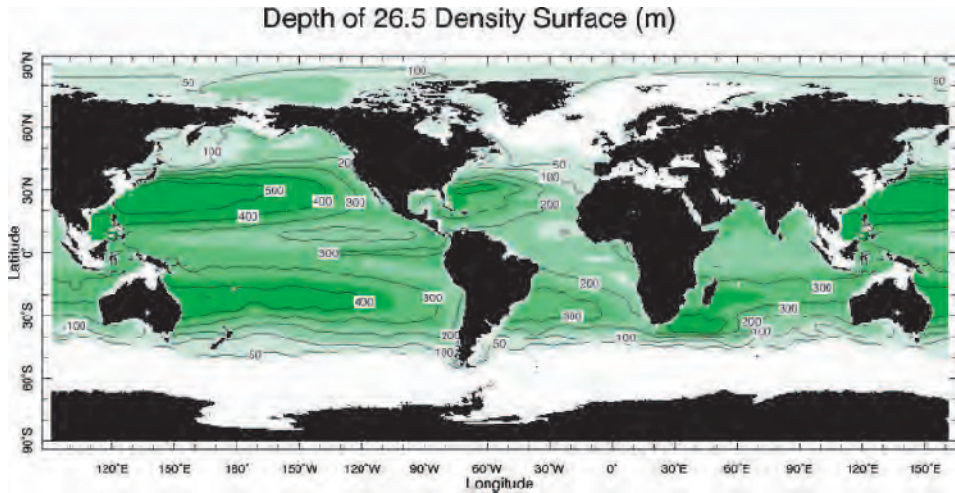 Depth of 26.5 Density Surface (m)
90°N
60°N
30°N
0°
30°S
60°S
90°S
Latitude
50 100 50
100 20 50
100
500 400 300 200
400
100
300
200
400 300 300 300
100 200 200 300
50 100 50 100
120°E 150°E 180° 150°W 120°W 90°W 60°W 30°W 0° 30°E 60°E 90°E 120°E 150°E
Longitude